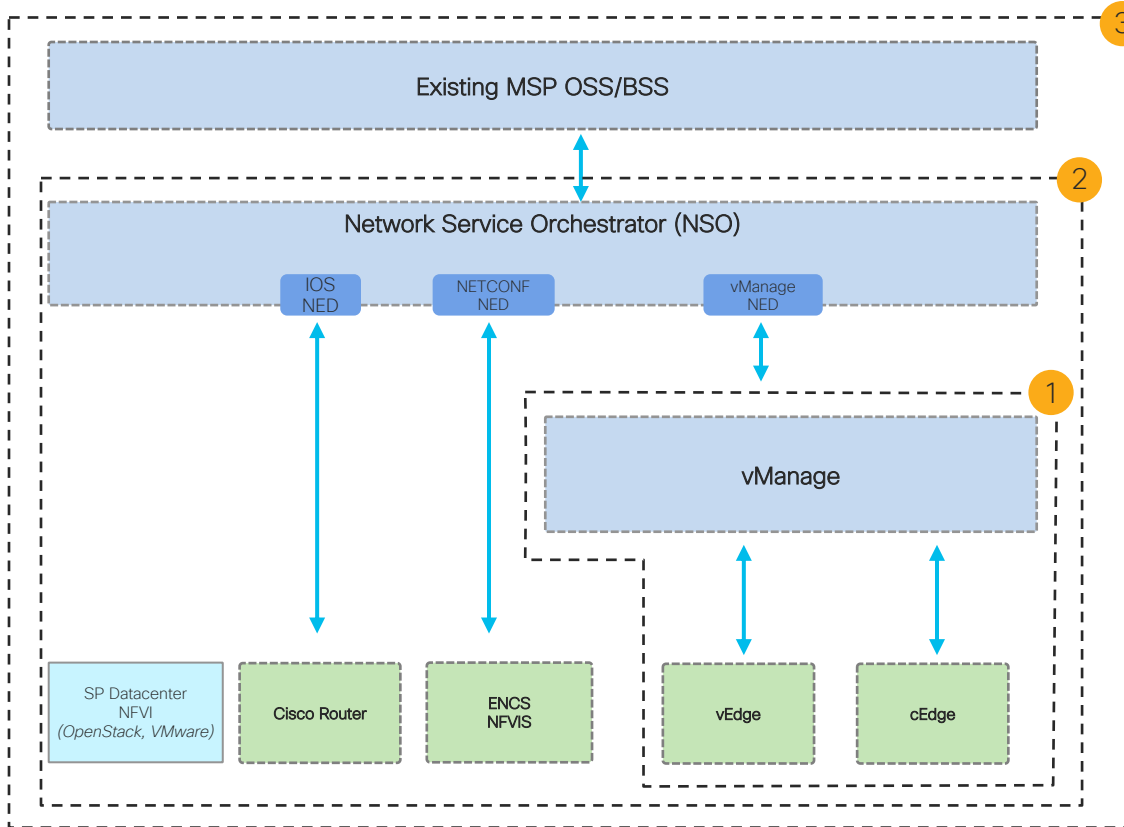 3
Existing MSP OSS/BSS
2
Network Service Orchestrator (NSO)
IOS
NED
NETCONF
NED
vManage
NED
1
vManage
SP Datacenter
NFVI
(OpenStack, VMware)
Cisco Router
ENCS
NFVIS
vEdge
cEdge